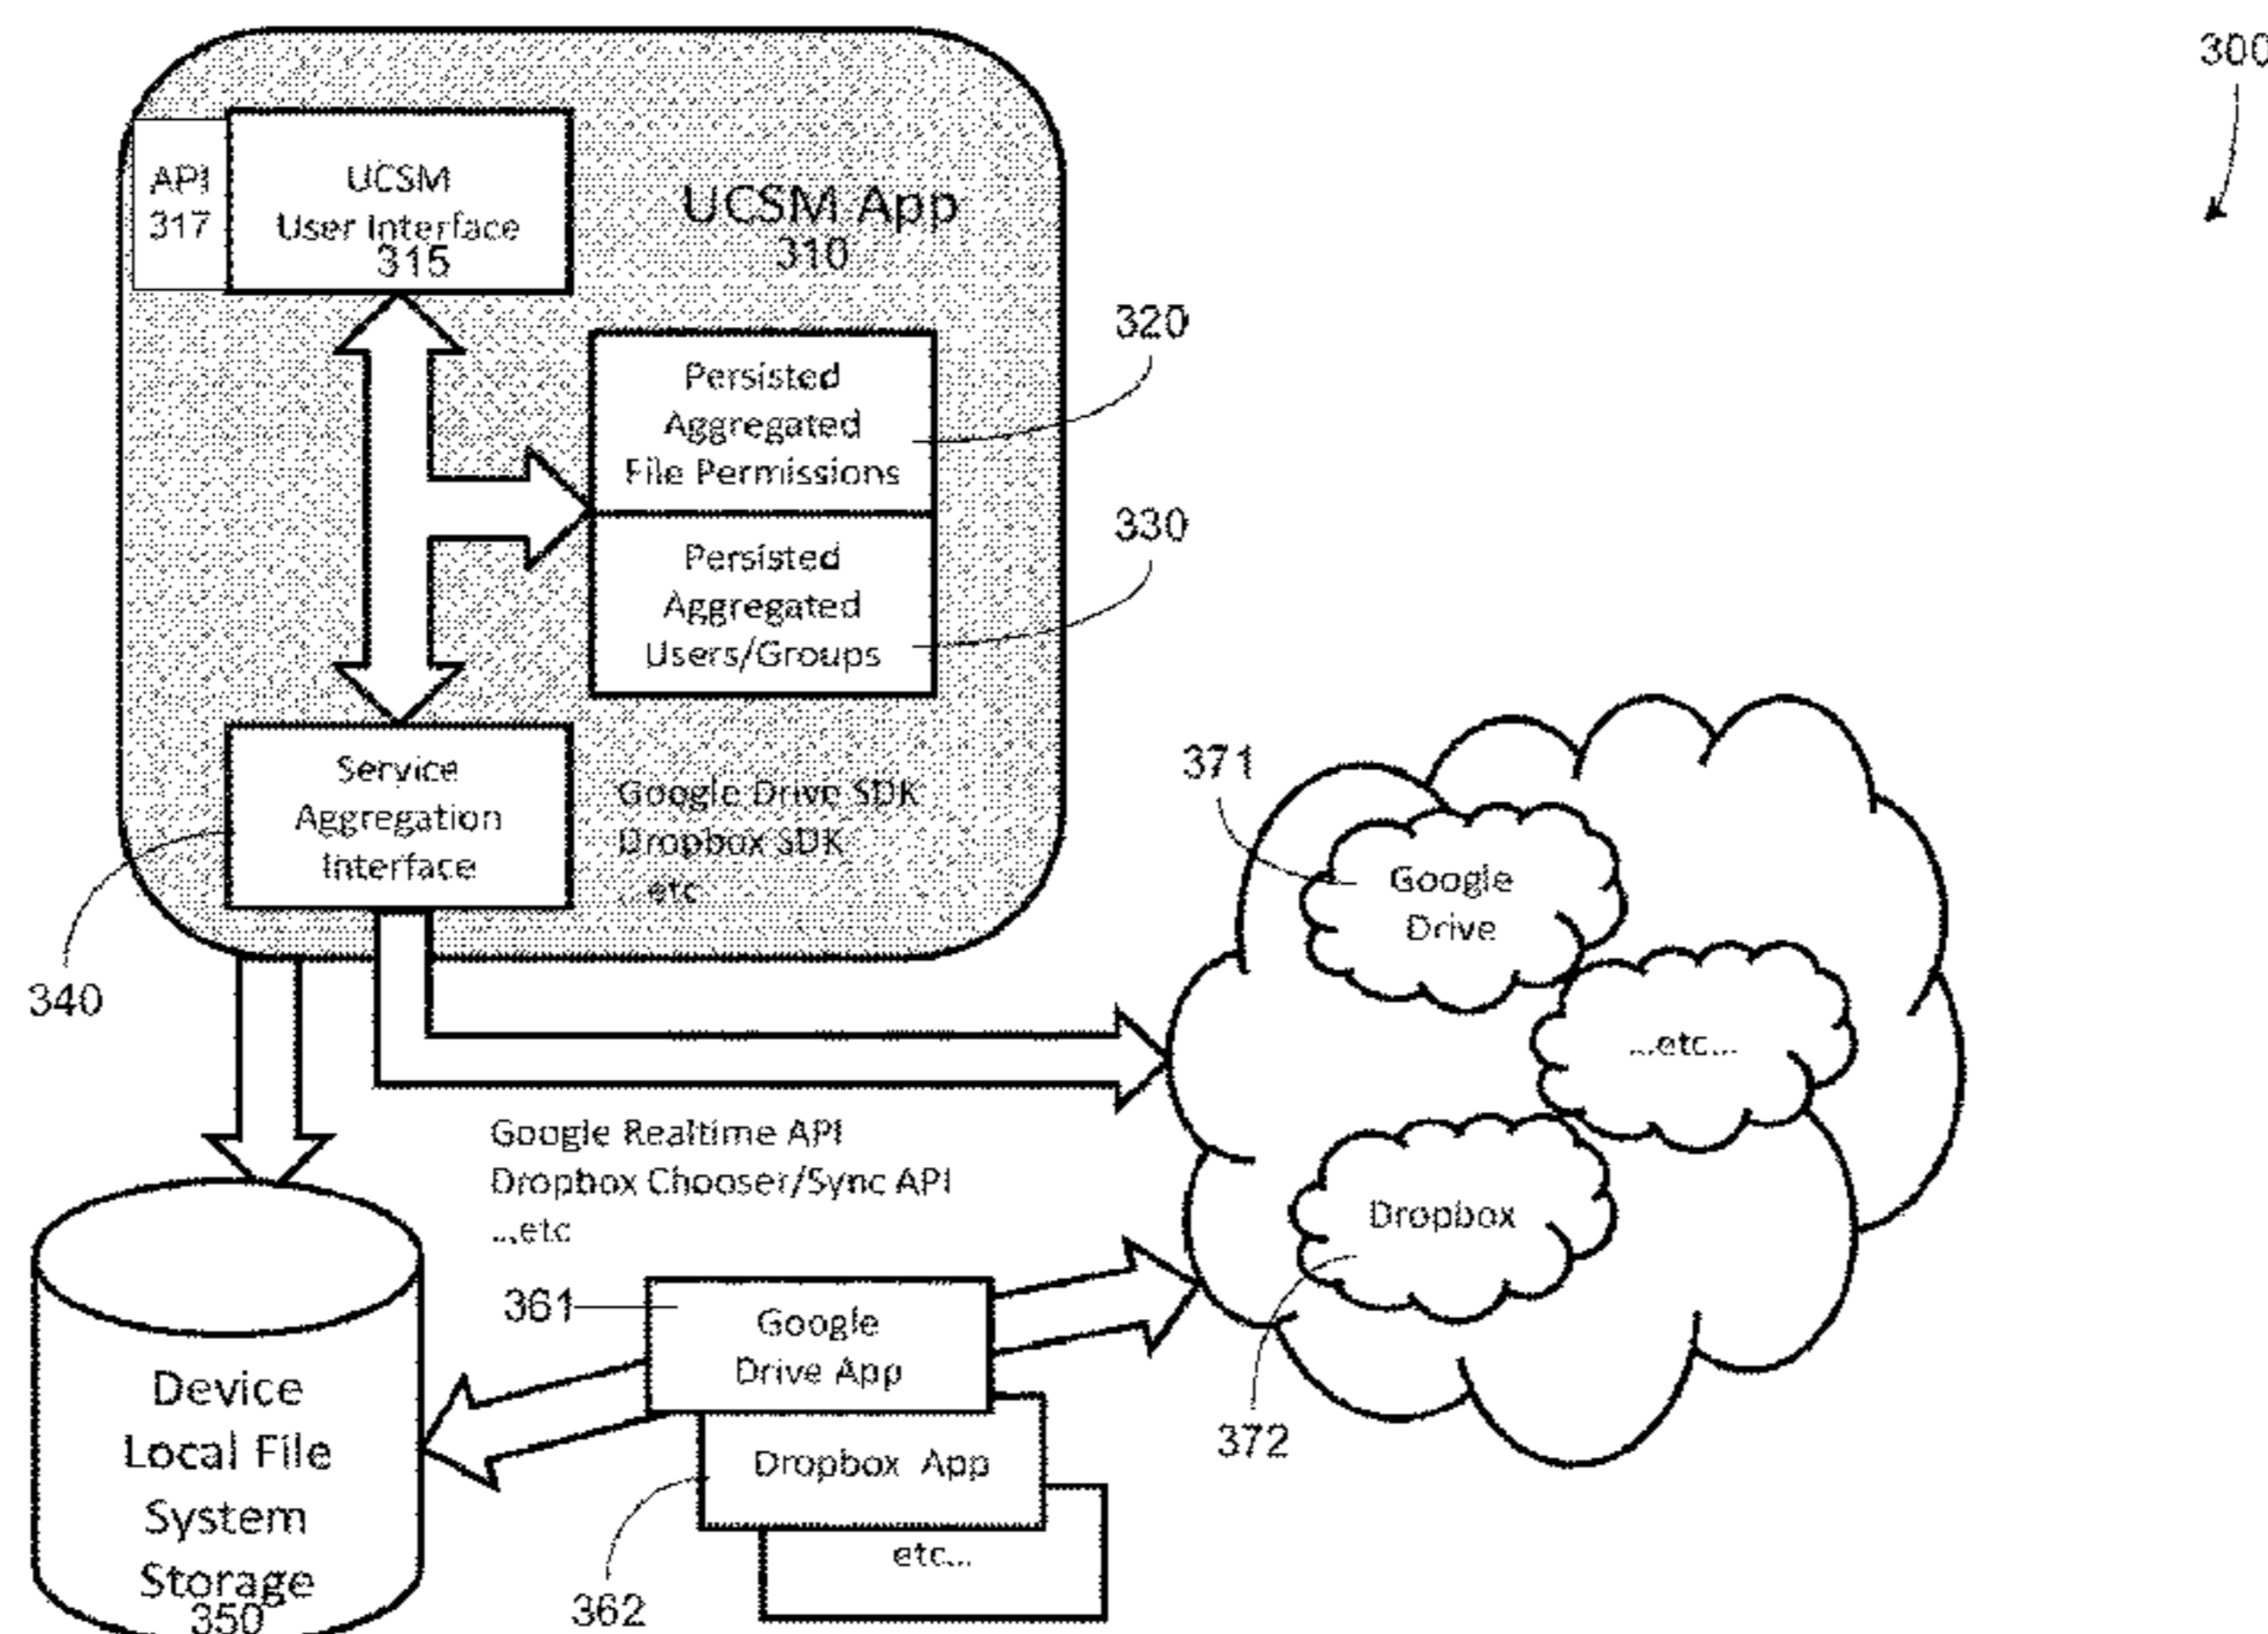 300
API
317
UCSM
User Interface
315
UCSM App
310
320
Persisted
Aggregated
File Permissions
330
Persisted
Aggregated
Users/Groups
Service
Aggregation
Interface
340
Google Drive SDK
Dropbox SDK
...etc
371
Google
Drive
...etc...
Dropbox
372
Google Realtime API
Dropbox Chooser/Sync API
...etc
361
Google
Drive App
Dropbox App
362
etc...
Device
Local File
System
Storage
350